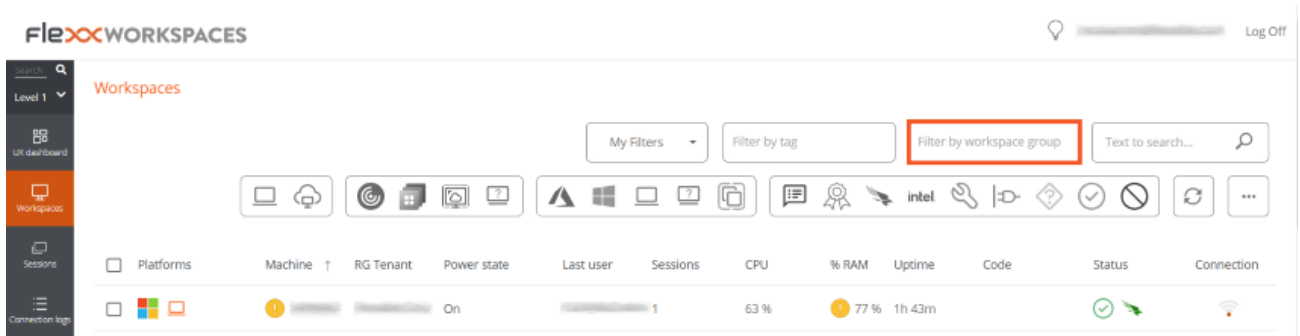 FlexxWORKSPACES
Log Off
Search
Level 1
Workspaces
My Filters
Filter by tag
Filter by workspace group
Text to search...
UX dashboard
Workspaces
intel
Sessions
Platforms Machine ↑ RG Tenant Power state Last user Sessions CPU % RAM Uptime Code Status Connection
Connection logs
On 1 63 % 77 % 1h 43m